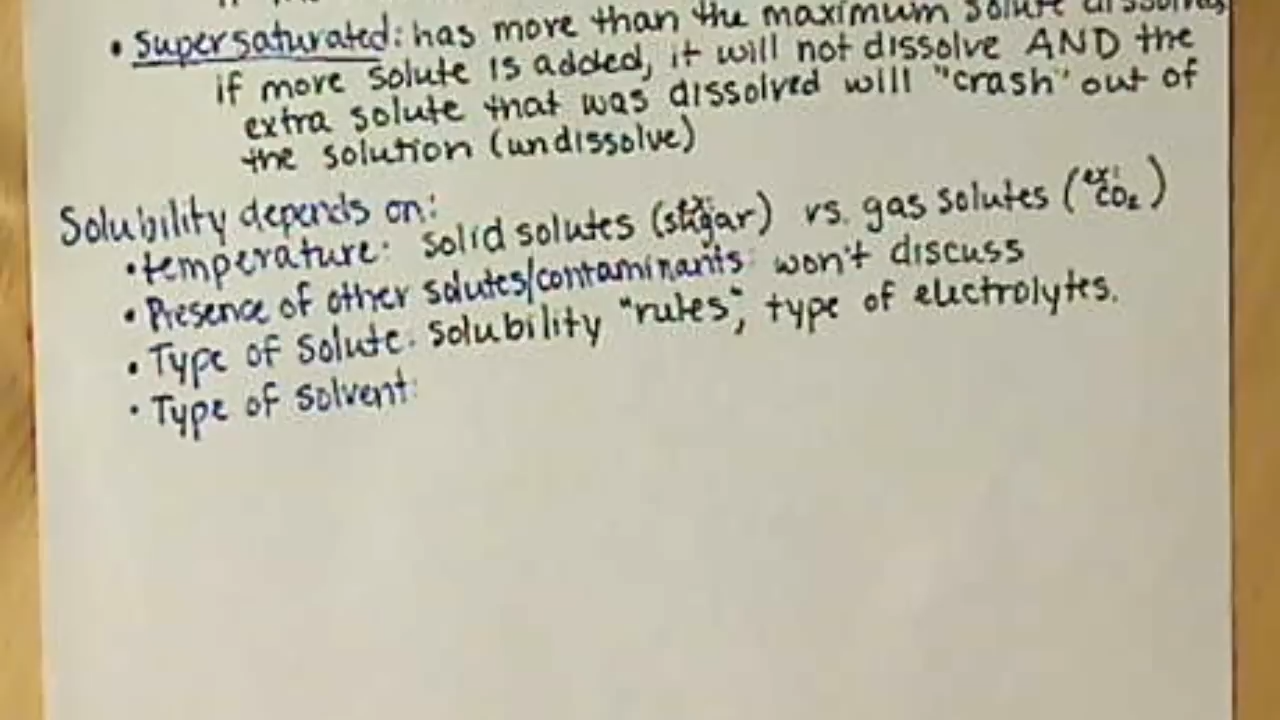 • supersaturated: has more than the maximum solute
if more solute is added, it will not dissolve AND the
extra solute that was dissolved will "crash" out of
the solution (undissolve)
Solubility depends on:
• temperature: solid solutes (ex: sugar) vs. gas solutes (ex: CO₂)
• Presence of other solutes/contaminants: won't discuss
• Type of solute: solubility "rules", type of electrolytes.
• Type of solvent: